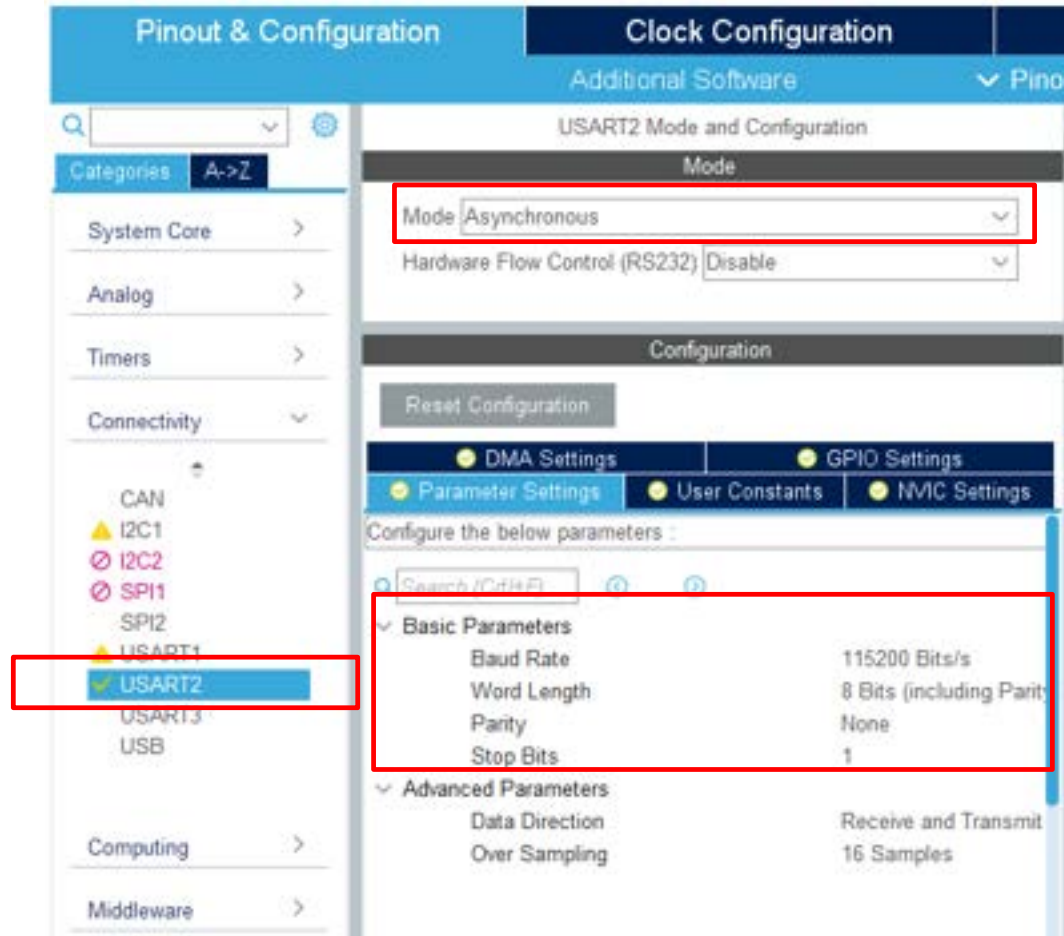 Pinout & Configuration
Clock Configuration
Additional Software
Pino
Categories
A->Z
System Core
Analog
Timers
Connectivity
CAN
I2C1
I2C2
SPI1
SPI2
USART1
USART2
USART3
USB
Computing
Middleware
USART2 Mode and Configuration
Mode
Mode Asynchronous
Hardware Flow Control (RS232) Disable
Configuration
Reset Configuration
DMA Settings
GPIO Settings
Parameter Settings
User Constants
NVIC Settings
Configure the below parameters :
Search (Crtl+F)
Basic Parameters
Baud Rate 115200 Bits/s
Word Length 8 Bits (including Parity
Parity None
Stop Bits 1
Advanced Parameters
Data Direction Receive and Transmit
Over Sampling 16 Samples